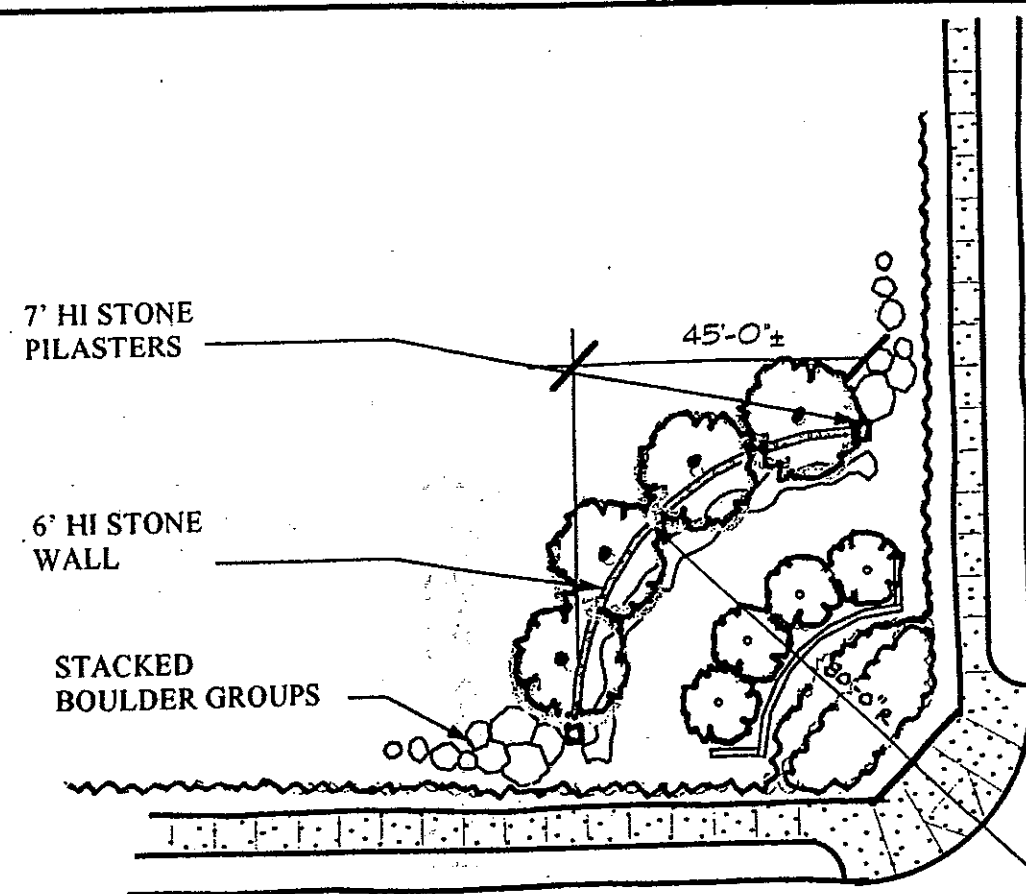 7' HI STONE
PILASTERS
45'-0"±
6' HI STONE
WALL
STACKED
BOULDER GROUPS
80'-0"R